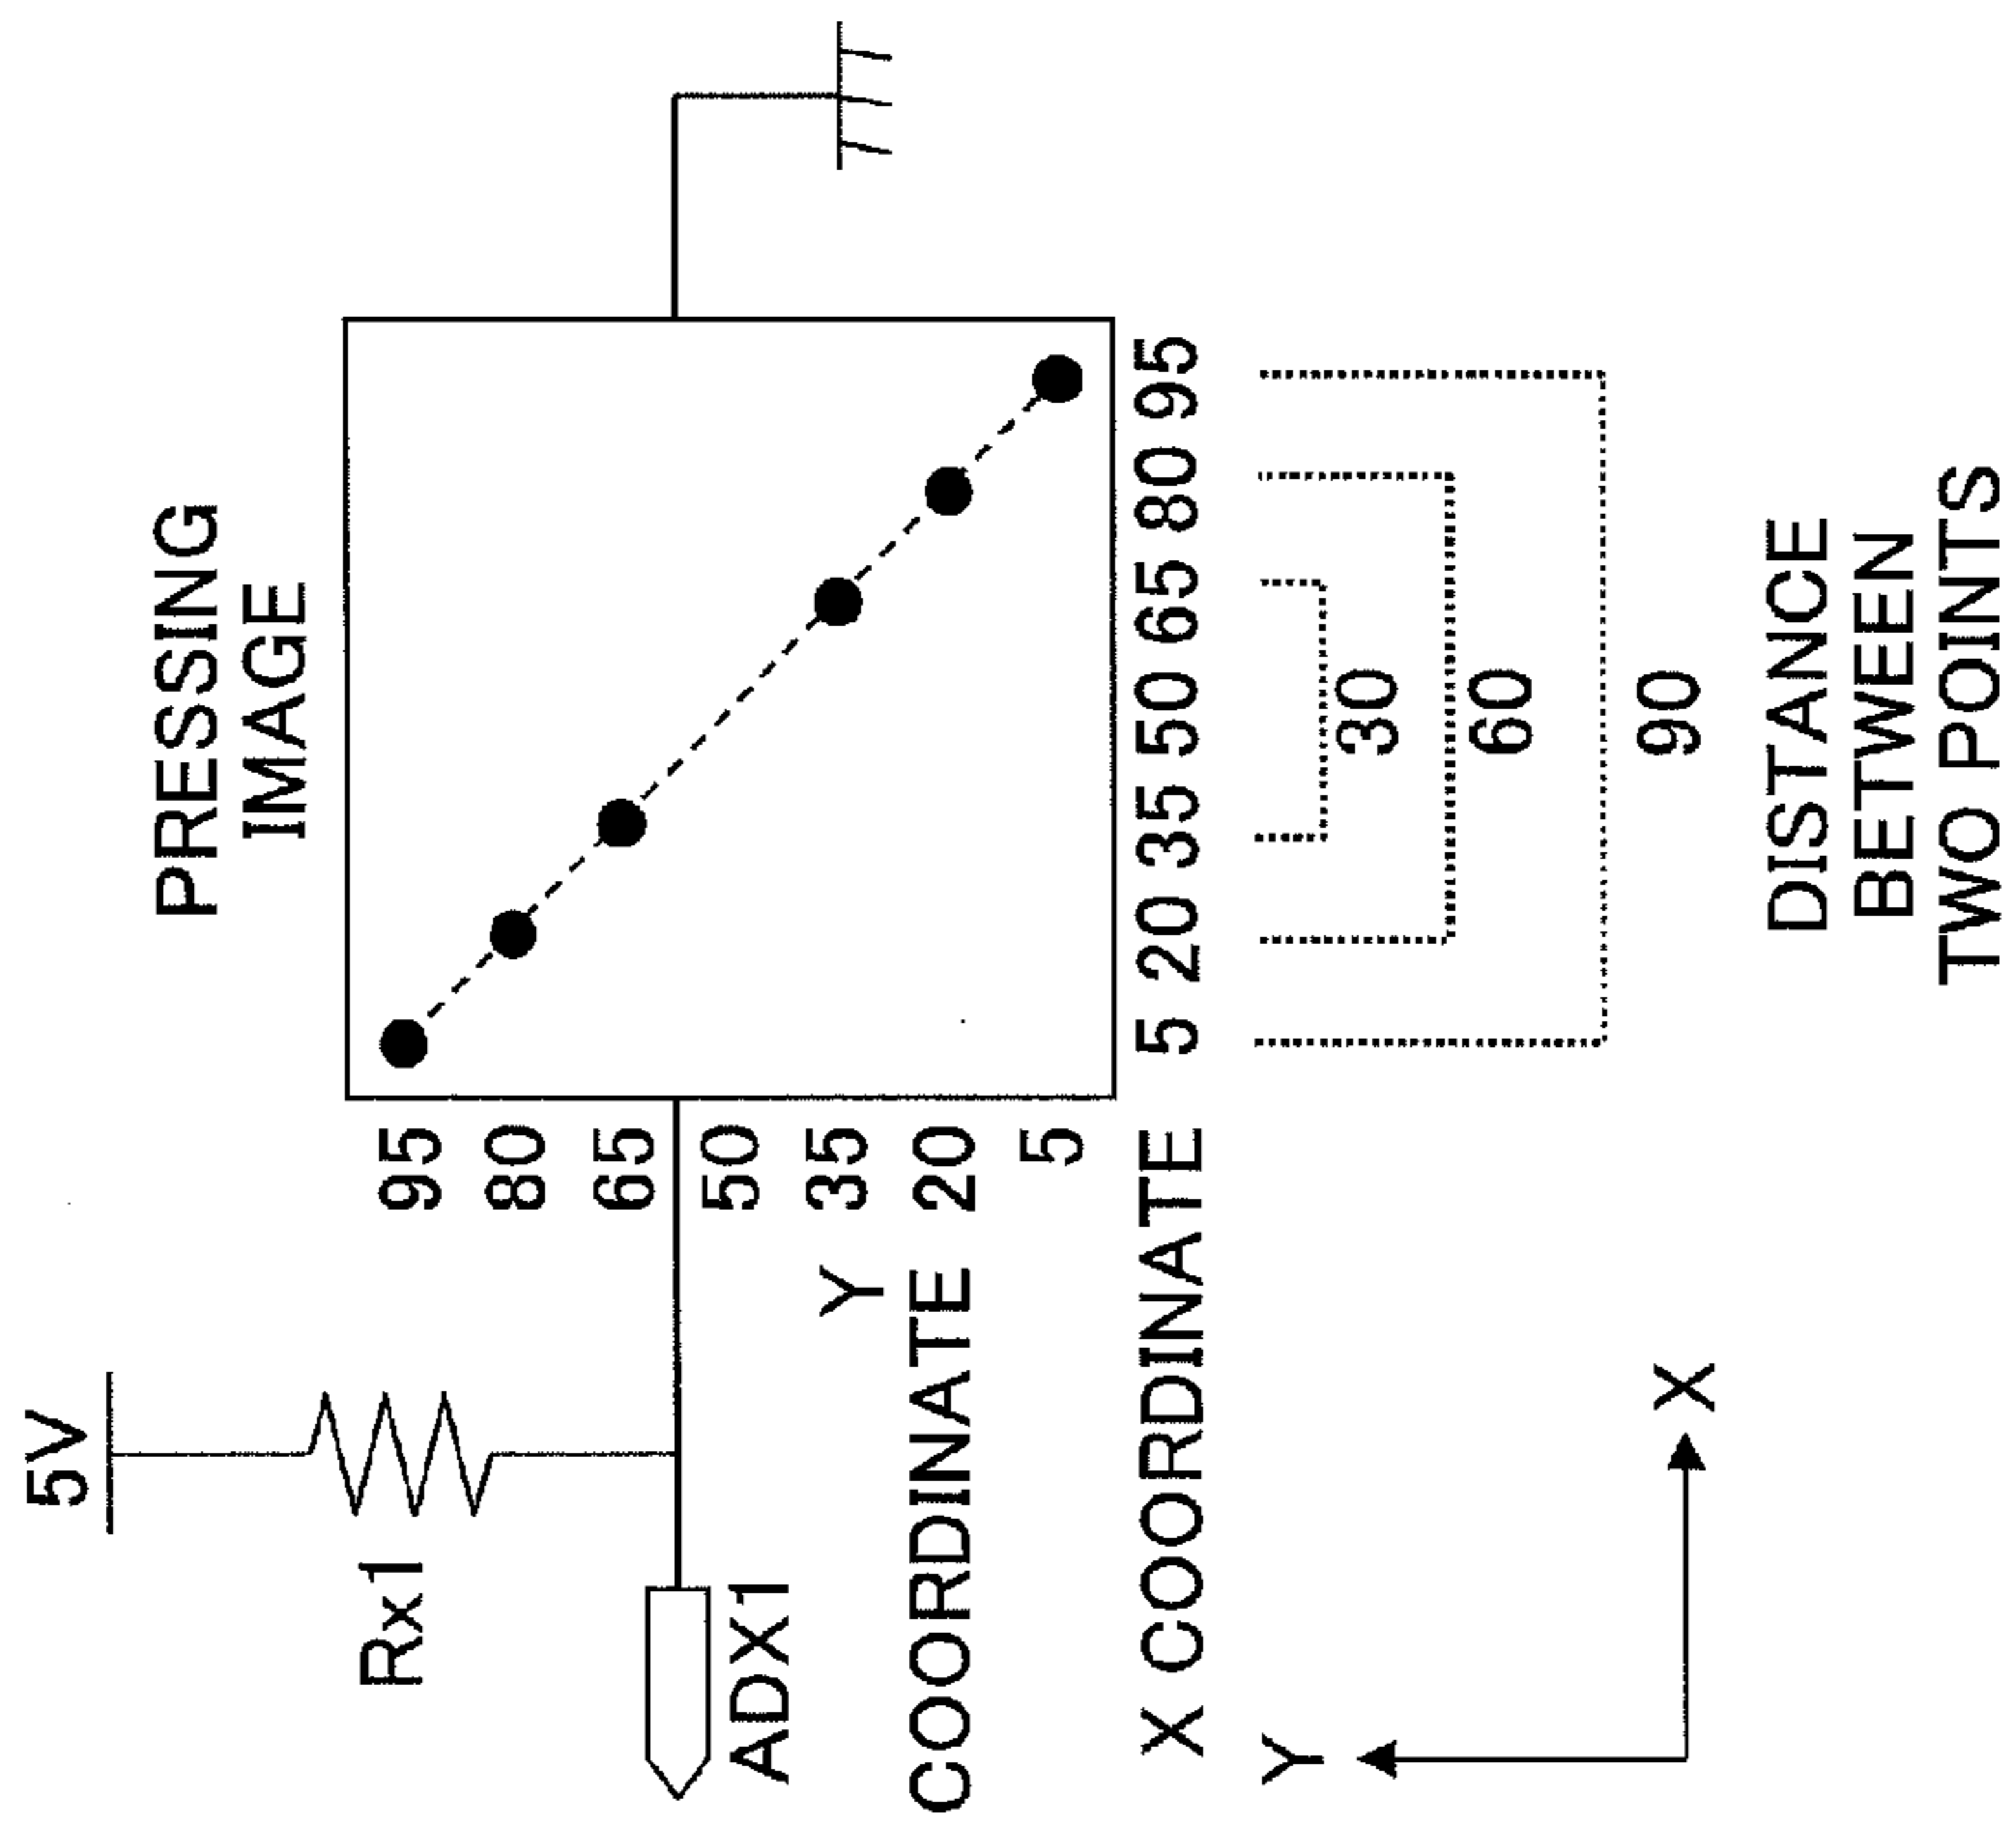 PRESSING
IMAGE
5V
Rx1
ADX1
95
80
65
50
35
20
5
Y
COORDINATE
X COORDINATE
5 20 35 50 65 80 95
30
60
90
DISTANCE
BETWEEN
TWO POINTS
Y
X